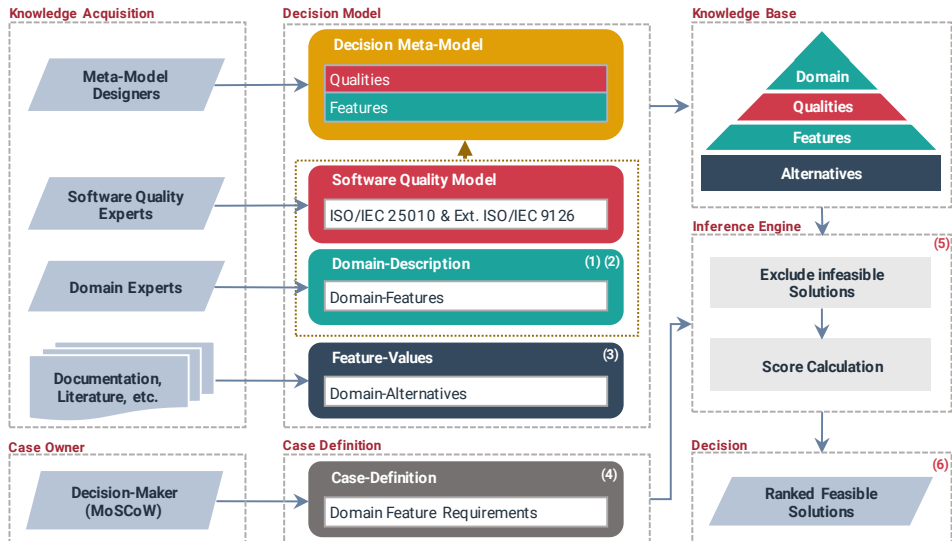 Knowledge Acquisition
Meta-Model
Designers
Software Quality
Experts
Domain Experts
Documentation,
Literature, etc.
Case Owner
Decision-Maker
(MoSCoW)
Decision Model
Decision Meta-Model
Qualities
Features
Software Quality Model
ISO/IEC 25010 & Ext. ISO/IEC 9126
Domain-Description (1) (2)
Domain-Features
Feature-Values (3)
Domain-Alternatives
Case Definition
Case-Definition (4)
Domain Feature Requirements
Knowledge Base
Domain
Qualities
Features
Alternatives
Inference Engine
(5)
Exclude infeasible
Solutions
Score Calculation
Decision
(6)
Ranked Feasible
Solutions